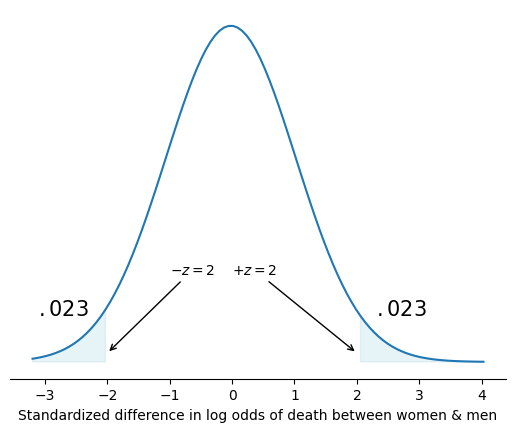 −z = 2 +z = 2
.023 .023
−3 −2 −1 0 1 2 3 4
Standardized difference in log odds of death between women & men